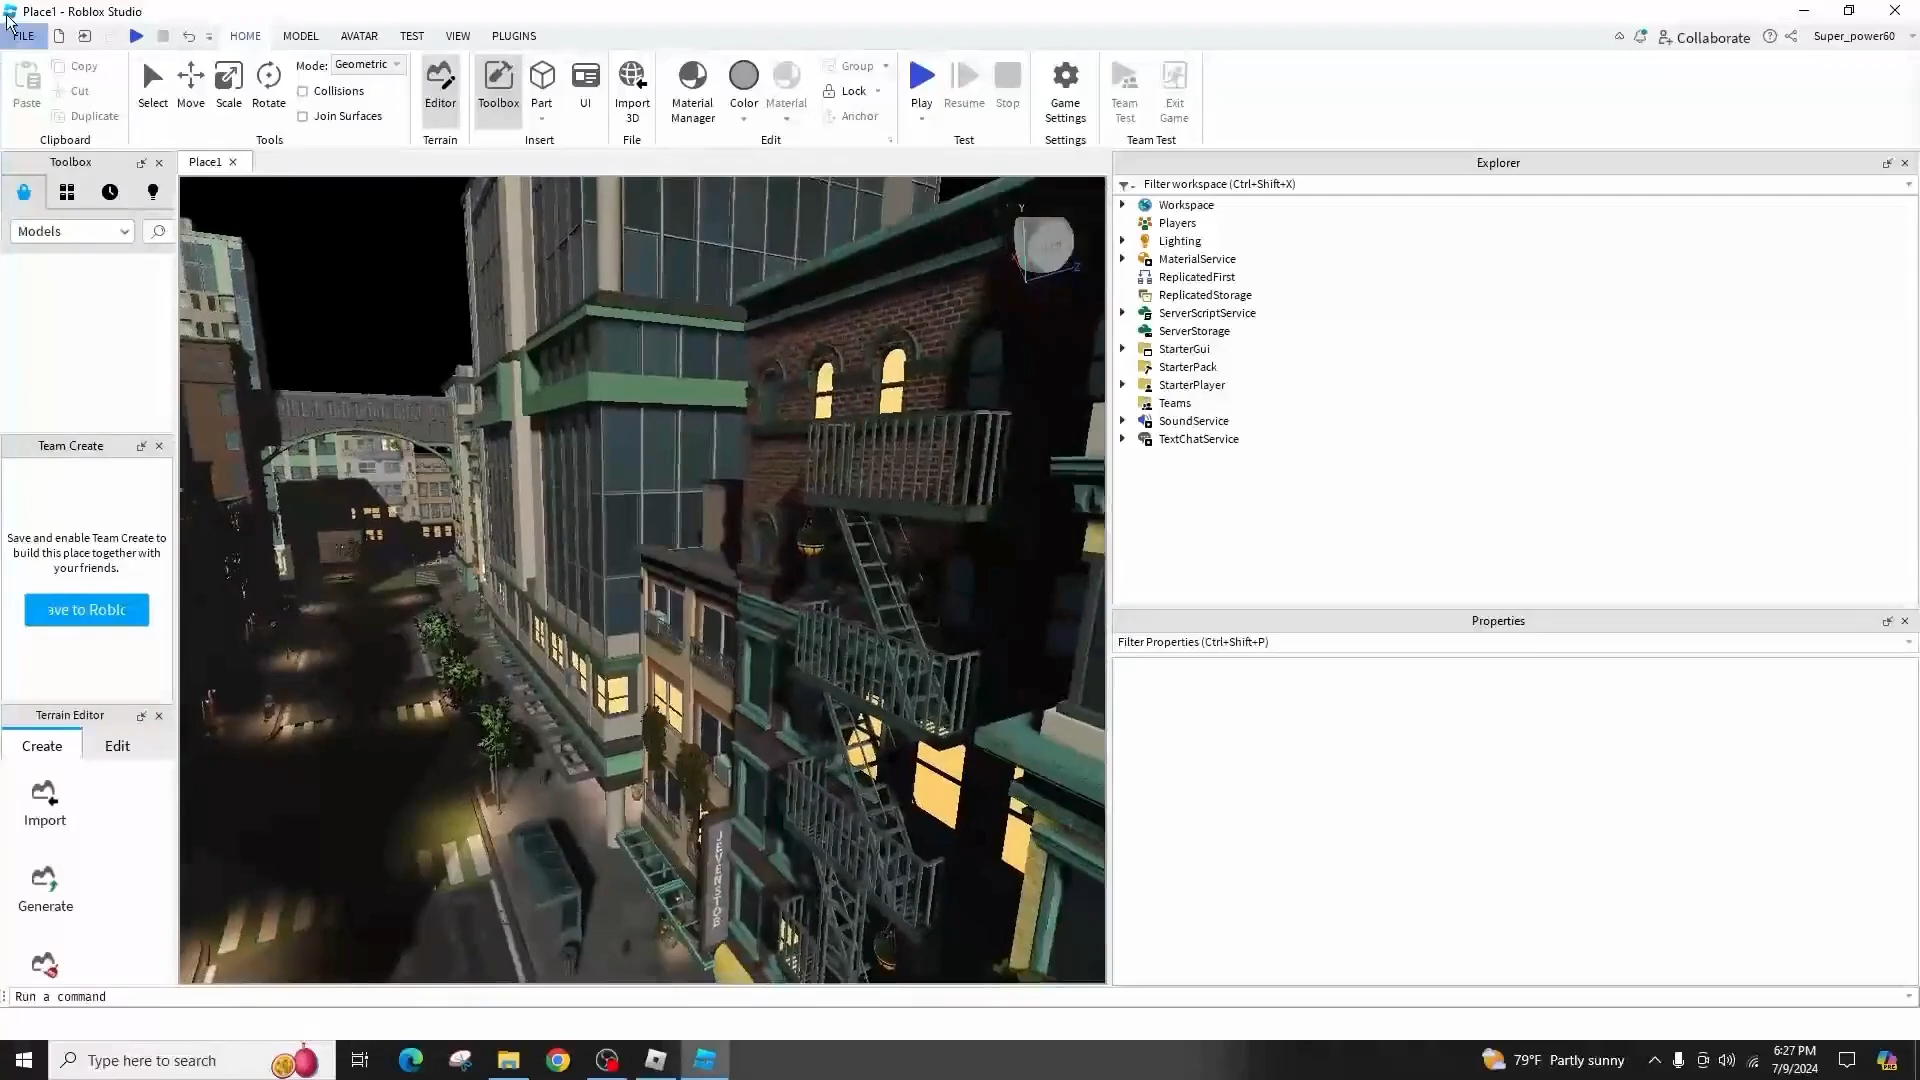 Place1 - Roblox Studio
FILE HOME MODEL AVATAR TEST VIEW PLUGINS Collaborate Super_power60
Paste Copy Cut Duplicate Clipboard
Select Move Scale Rotate Mode: Geometric Collisions Join Surfaces Tools
Editor Terrain
Toolbox Part UI Insert
Import 3D File
Material Manager Color Material Group Lock Anchor Edit
Play Resume Stop Test
Game Settings Settings
Team Test Exit Game Team Test
Toolbox
Models
Team Create
Save and enable Team Create to
build this place together with
your friends.
ave to Roblo
Terrain Editor
Create Edit
Import
Generate
Place1
JEVENSTOB
Explorer
Filter workspace (Ctrl+Shift+X)
Workspace
Players
Lighting
MaterialService
ReplicatedFirst
ReplicatedStorage
ServerScriptService
ServerStorage
StarterGui
StarterPack
StarterPlayer
Teams
SoundService
TextChatService
Properties
Filter Properties (Ctrl+Shift+P)
Run a command
Type here to search
79°F Partly sunny
6:27 PM
7/9/2024